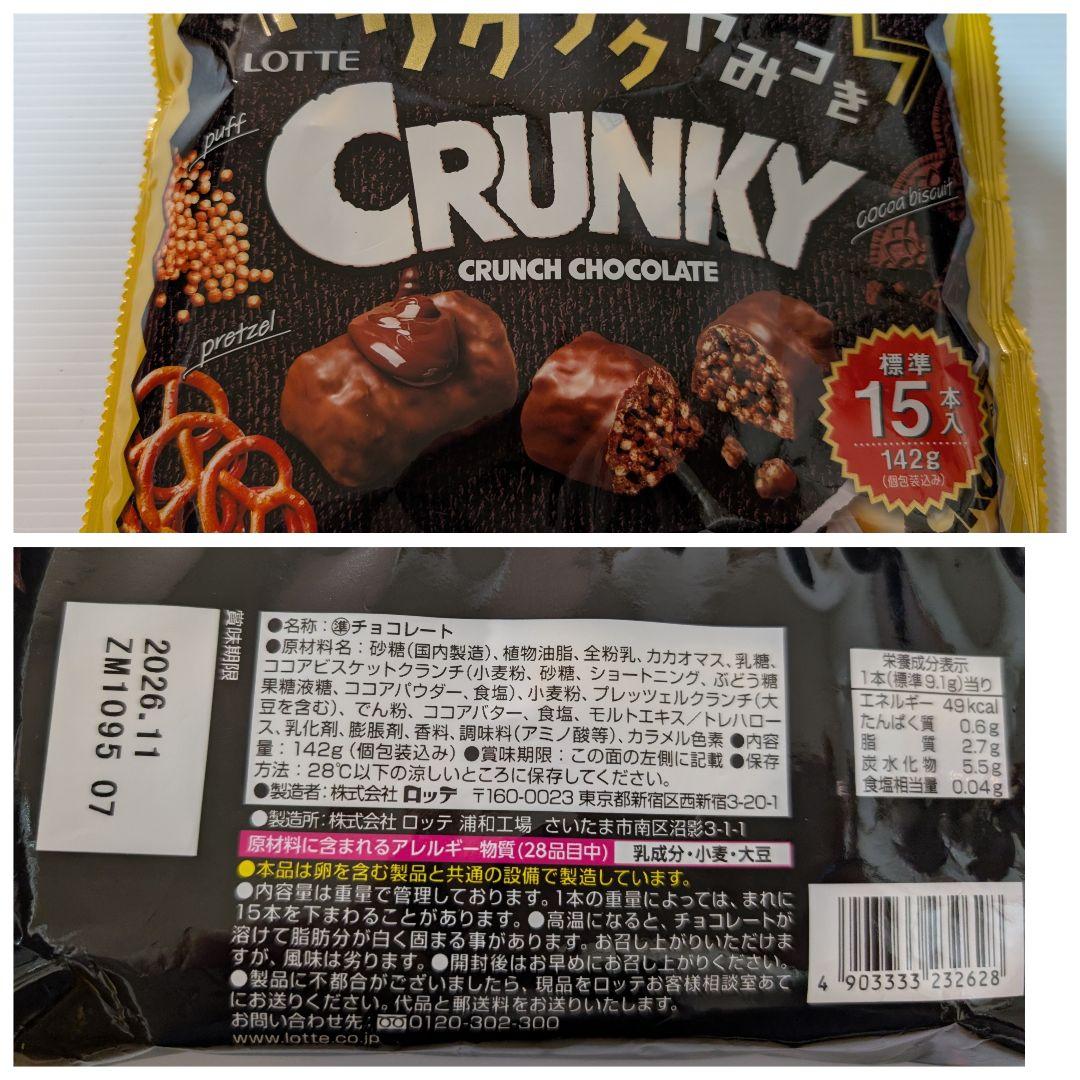 ザクザクやみつき
LOTTE
CRUNKY
CRUNCH CHOCOLATE
puff
pretzel
cocoa biscuit
標準
15本入
142g
(個包装込み)
賞味期限
2026.11
ZM1095 07
●名称:㊜チョコレート
●原材料名:砂糖(国内製造)、植物油脂、全粉乳、カカオマス、乳糖、
ココアビスケットクランチ(小麦粉、砂糖、ショートニング、ぶどう糖
果糖液糖、ココアパウダー、食塩)、小麦粉、プレッツェルクランチ(大
豆を含む)、でん粉、ココアバター、食塩、モルトエキス/トレハロー
ス、乳化剤、膨脹剤、香料、調味料(アミノ酸等)、カラメル色素 ●内容
量:142g(個包装込み) ●賞味期限:この面の左側に記載 ●保存
方法:28℃以下の涼しいところに保存してください。
●製造者:株式会社 ロッテ 〒160-0023 東京都新宿区西新宿3-20-1
●製造所:株式会社 ロッテ 浦和工場 さいたま市南区沼影3-1-1
原材料に含まれるアレルギー物質(28品目中) 乳成分・小麦・大豆
●本品は卵を含む製品と共通の設備で製造しています。
●内容量は重量で管理しております。1本の重量によっては、まれに
15本を下まわることがあります。●高温になると、チョコレートが
溶けて脂肪分が白く固まる事があります。お召し上がりいただけま
すが、風味は劣ります。●開封後はお早めにお召し上がりください。
●製品に不都合がございましたら、現品をロッテお客様相談室あて
にお送りください。代品と郵送料をお送りいたします。
お問い合わせ先:0120-302-300
www.lotte.co.jp
栄養成分表示
1本(標準9.1g)当り
エネルギー 49kcal
たんぱく質 0.6g
脂質 2.7g
炭水化物 5.5g
食塩相当量 0.04g
4 903333 232628